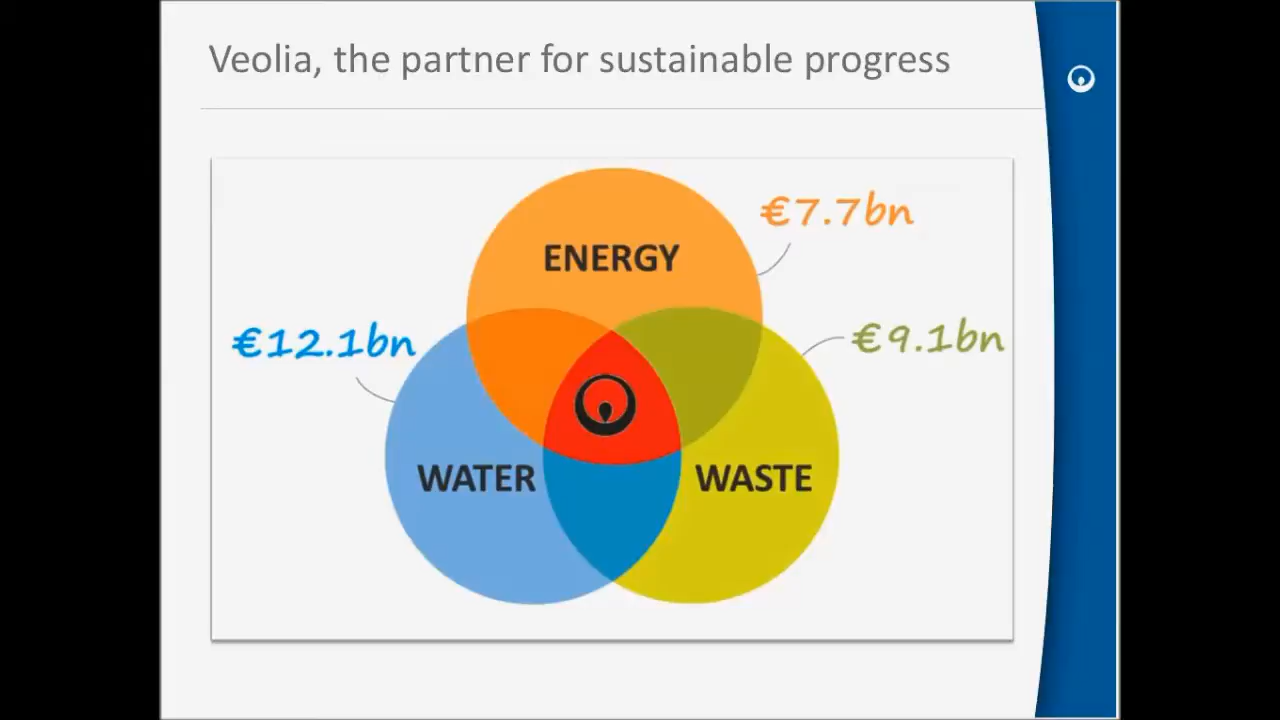 Veolia, the partner for sustainable progress
€7.7bn
ENERGY
€12.1bn
€9.1bn
WATER
WASTE